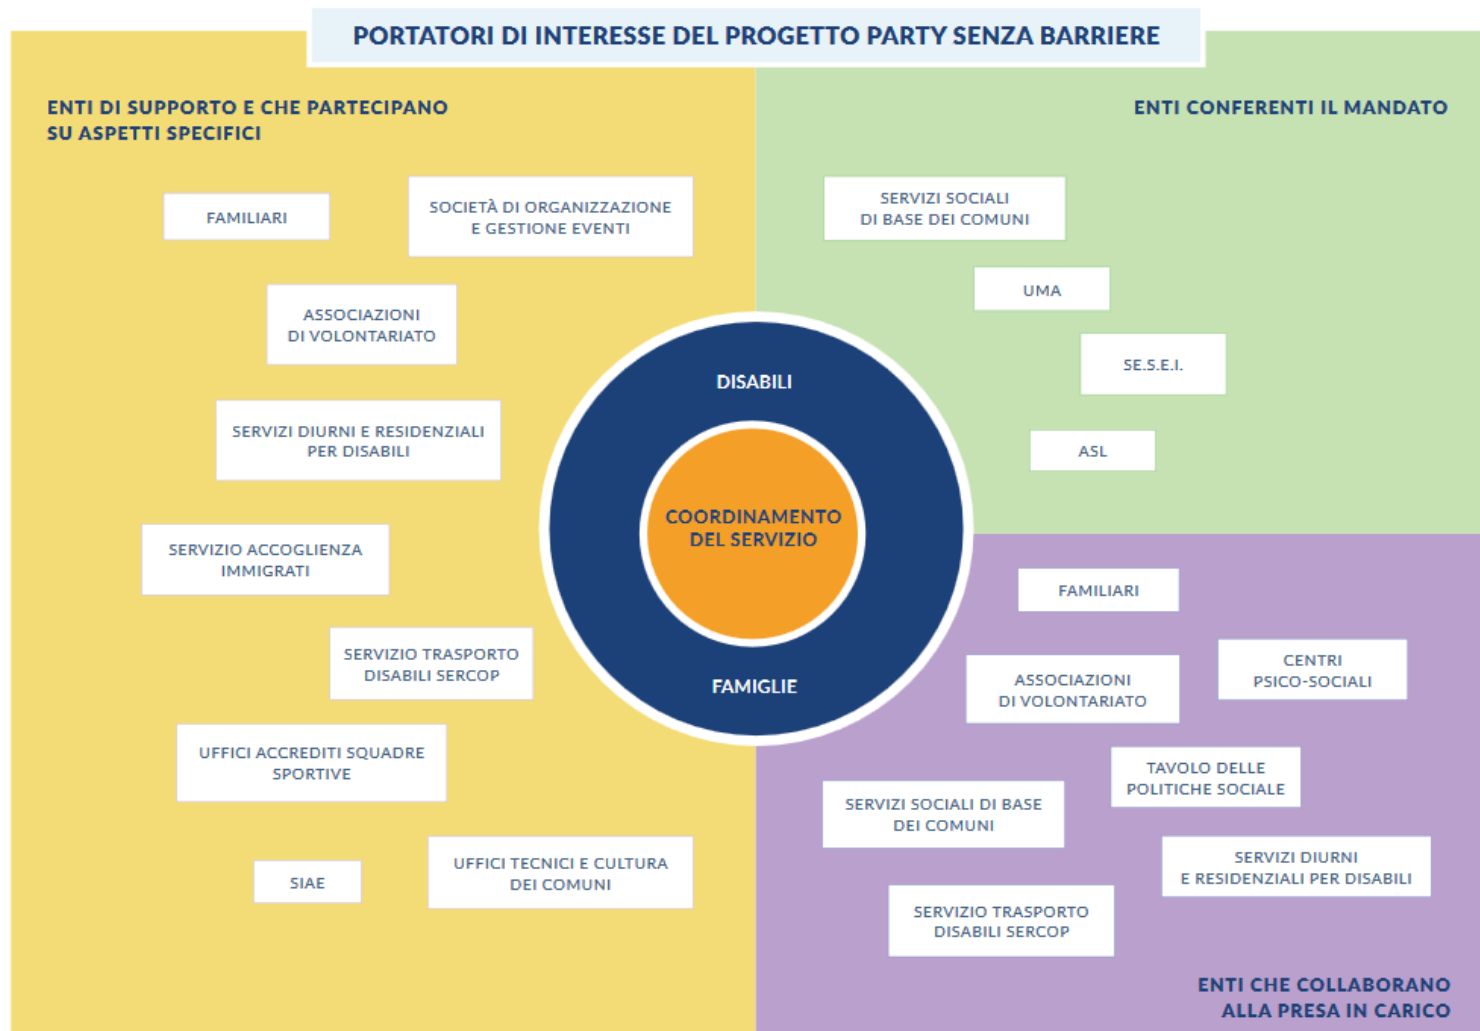 PORTATORI DI INTERESSE DEL PROGETTO PARTY SENZA BARRIERE
ENTI DI SUPPORTO E CHE PARTECIPANO
SU ASPETTI SPECIFICI
FAMILIARI
SOCIETÀ DI ORGANIZZAZIONE
E GESTIONE EVENTI
ASSOCIAZIONI
DI VOLONTARIATO
SERVIZI DIURNI E RESIDENZIALI
PER DISABILI
SERVIZIO ACCOGLIENZA
IMMIGRATI
SERVIZIO TRASPORTO
DISABILI SERCOP
UFFICI ACCREDITI SQUADRE
SPORTIVE
SIAE
UFFICI TECNICI E CULTURA
DEI COMUNI
DISABILI
COORDINAMENTO
DEL SERVIZIO
FAMIGLIE
ENTI CONFERENTI IL MANDATO
SERVIZI SOCIALI
DI BASE DEI COMUNI
UMA
SE.S.E.I.
ASL
FAMILIARI
CENTRI
PSICO-SOCIALI
ASSOCIAZIONI
DI VOLONTARIATO
TAVOLO DELLE
POLITICHE SOCIALE
SERVIZI SOCIALI DI BASE
DEI COMUNI
SERVIZI DIURNI
E RESIDENZIALI PER DISABILI
SERVIZIO TRASPORTO
DISABILI SERCOP
ENTI CHE COLLABORANO
ALLA PRESA IN CARICO